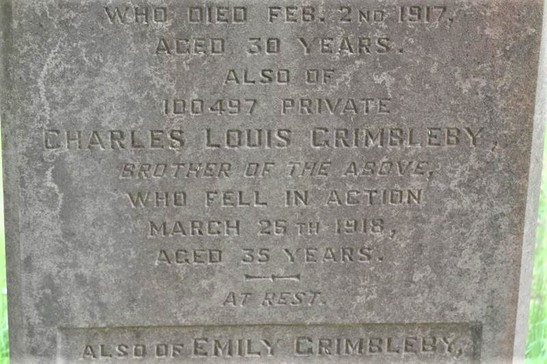 WHO DIED FEB. 2ND 1917,
AGED 30 YEARS.
ALSO OF
100497 PRIVATE
CHARLES LOUIS GRIMBLEBY,
BROTHER OF THE ABOVE,
WHO FELL IN ACTION
MARCH 25TH 1918,
AGED 35 YEARS.
AT REST.
ALSO OF EMILY GRIMBLEBY,